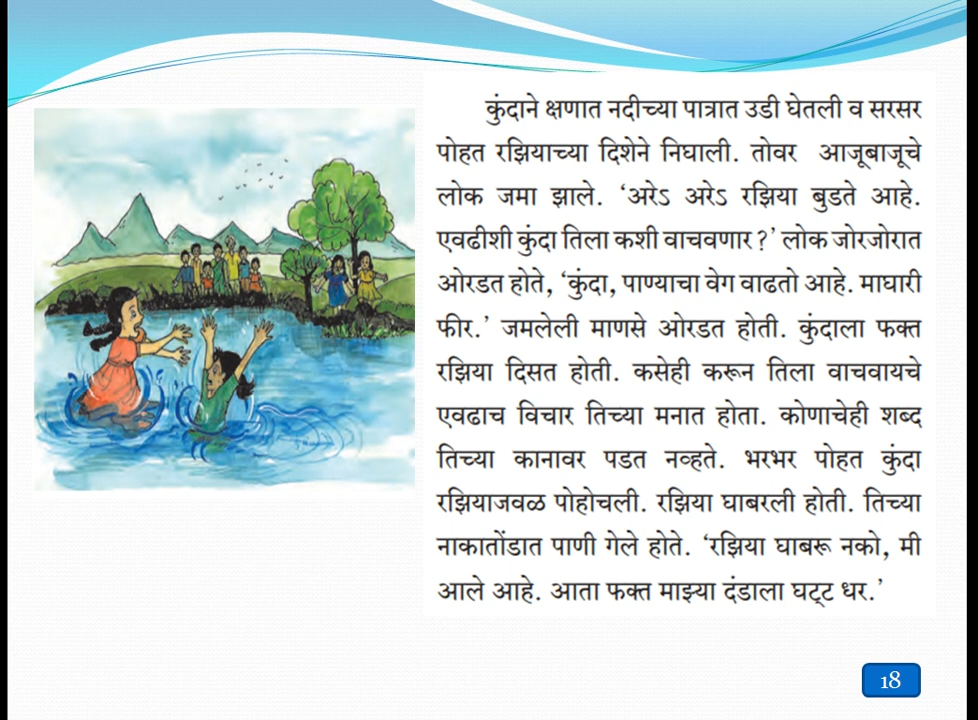 कुंदाने क्षणात नदीच्या पात्रात उडी घेतली व सरसर
पोहत रझियाच्या दिशेने निघाली. तोवर आजूबाजूचे
लोक जमा झाले. ‘अरेऽ अरेऽ रझिया बुडते आहे.
एवढीशी कुंदा तिला कशी वाचवणार?’ लोक जोरजोरात
ओरडत होते, ‘कुंदा, पाण्याचा वेग वाढतो आहे. माघारी
फीर.’ जमलेली माणसे ओरडत होती. कुंदाला फक्त
रझिया दिसत होती. कसेही करून तिला वाचवायचे
एवढाच विचार तिच्या मनात होता. कोणाचेही शब्द
तिच्या कानावर पडत नव्हते. भरभर पोहत कुंदा
रझियाजवळ पोहोचली. रझिया घाबरली होती. तिच्या
नाकातोंडात पाणी गेले होते. ‘रझिया घाबरू नको, मी
आले आहे. आता फक्त माझ्या दंडाला घट्ट धर.’
18